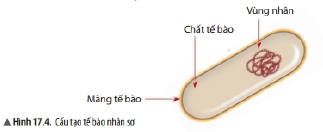 Vùng nhân
Chất tế bào
Màng tế bào
▲ Hình 17.4. Cấu tạo tế bào nhân sơ